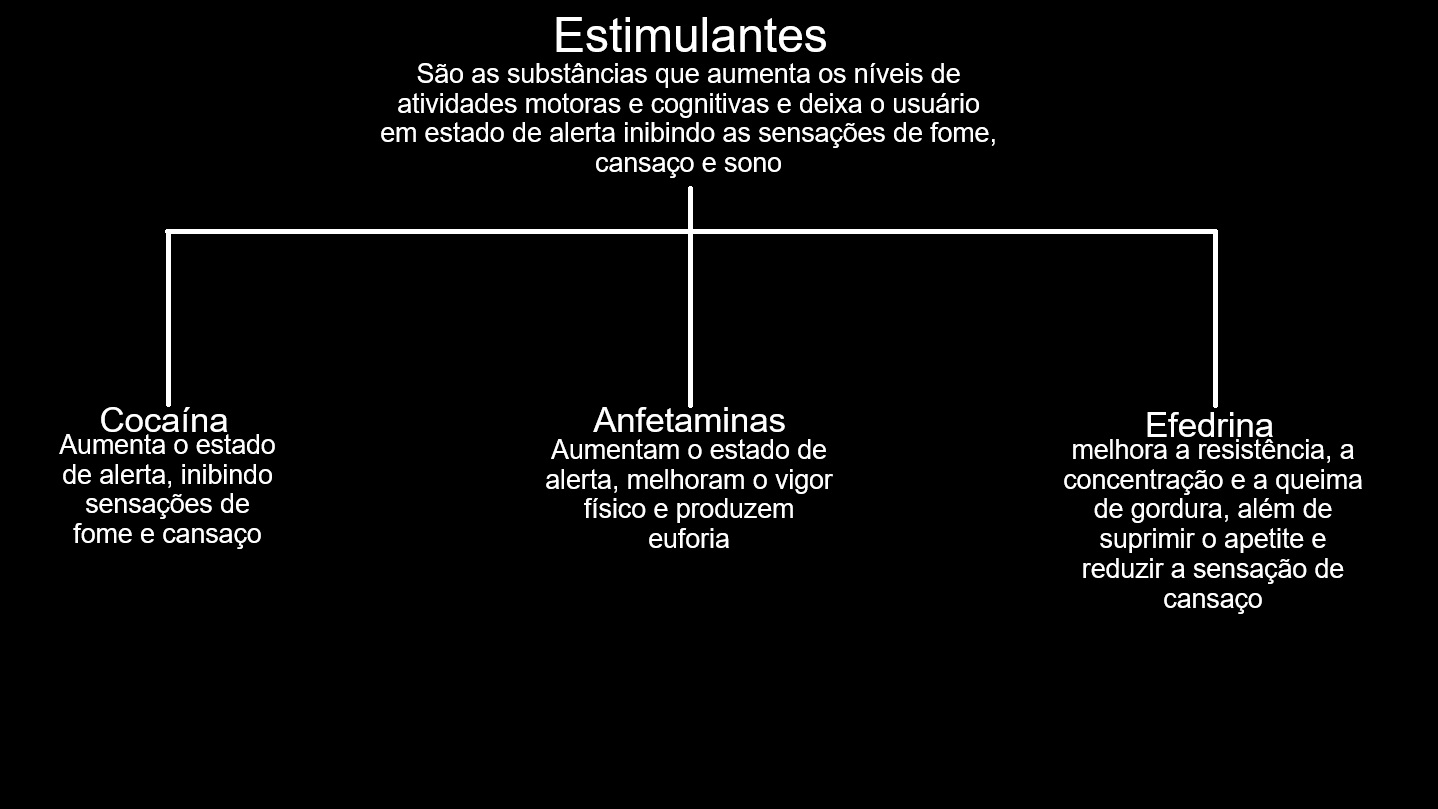 Estimulantes
São as substâncias que aumenta os níveis de
atividades motoras e cognitivas e deixa o usuário
em estado de alerta inibindo as sensações de fome,
cansaço e sono
Cocaína
Aumenta o estado
de alerta, inibindo
sensações de
fome e cansaço
Anfetaminas
Aumentam o estado de
alerta, melhoram o vigor
físico e produzem
euforia
Efedrina
melhora a resistência, a
concentração e a queima
de gordura, além de
suprimir o apetite e
reduzir a sensação de
cansaço